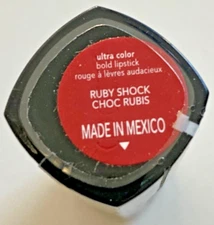 ultra color
bold lipstick
rouge à lèvres audacieux
RUBY SHOCK
CHOC RUBIS
MADE IN MEXICO